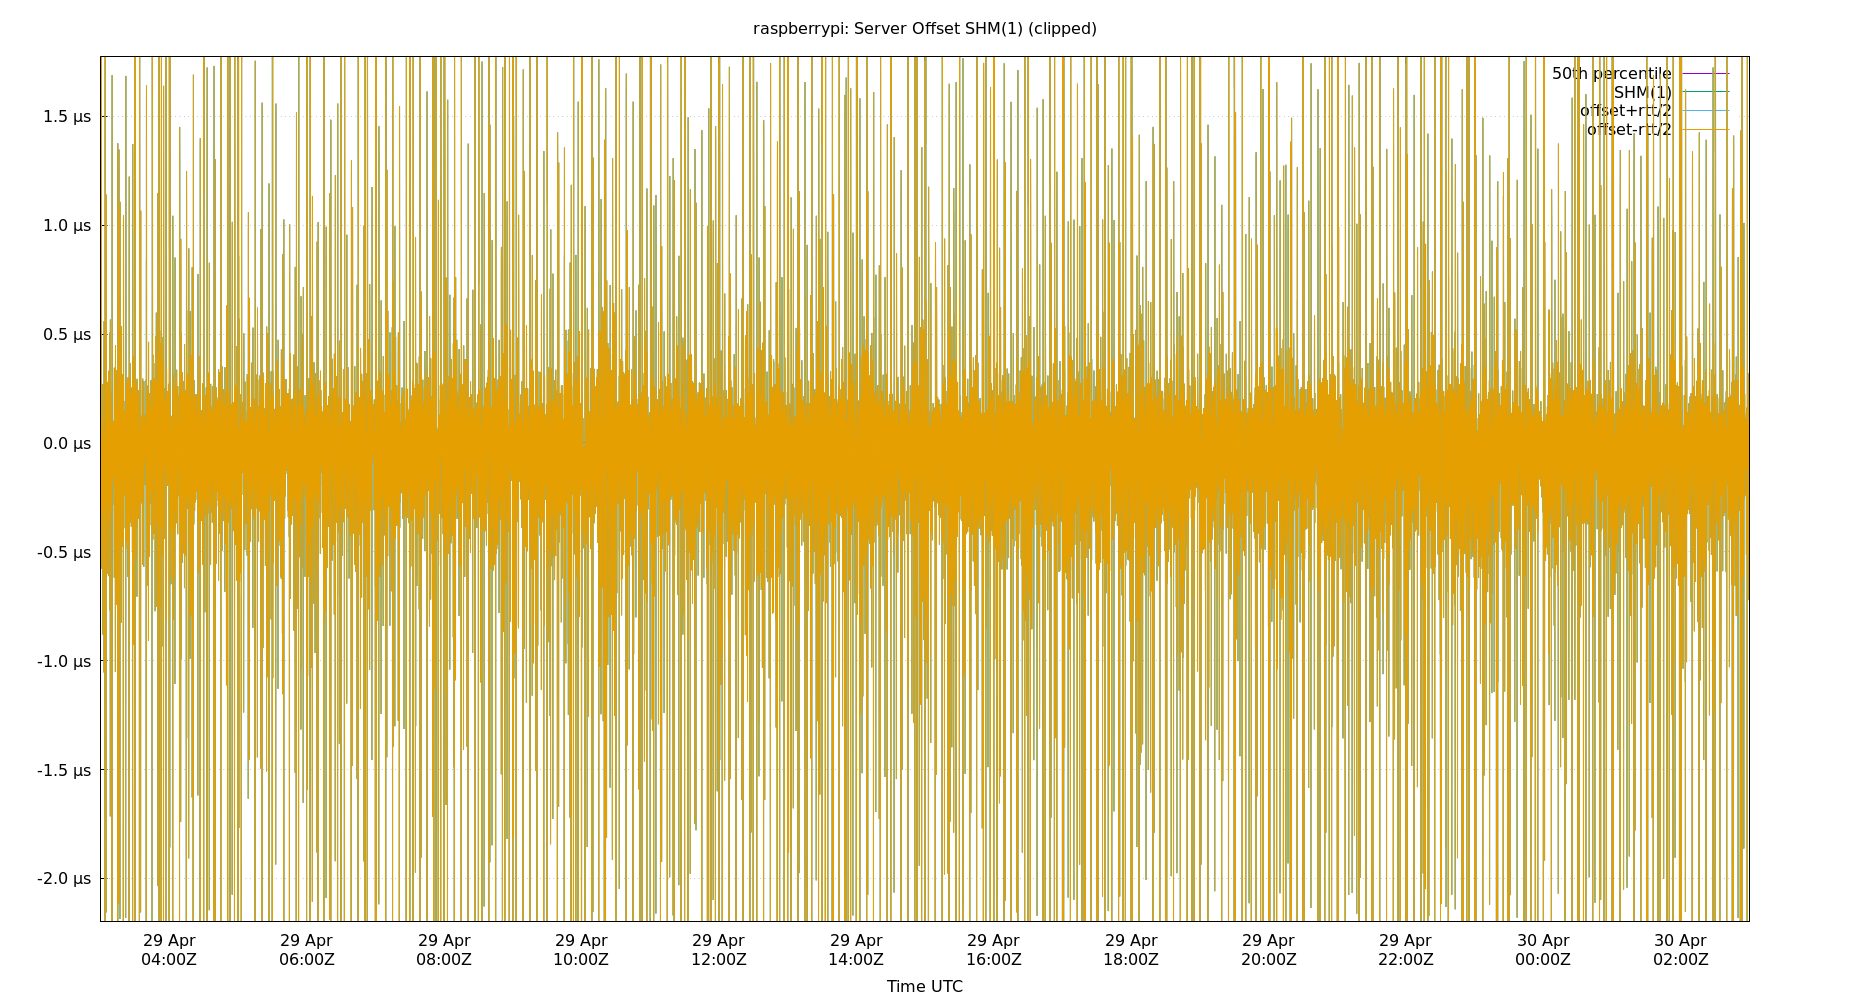 raspberrypi: Server Offset SHM(1) (clipped)
50th percentile
SHM(1)
offset+rtt/2
offset-rtt/2
1.5 µs
1.0 µs
0.5 µs
0.0 µs
-0.5 µs
-1.0 µs
-1.5 µs
-2.0 µs
29 Apr 29 Apr 29 Apr 29 Apr 29 Apr 29 Apr 29 Apr 29 Apr 29 Apr 29 Apr 30 Apr 30 Apr
04:00Z 06:00Z 08:00Z 10:00Z 12:00Z 14:00Z 16:00Z 18:00Z 20:00Z 22:00Z 00:00Z 02:00Z
Time UTC